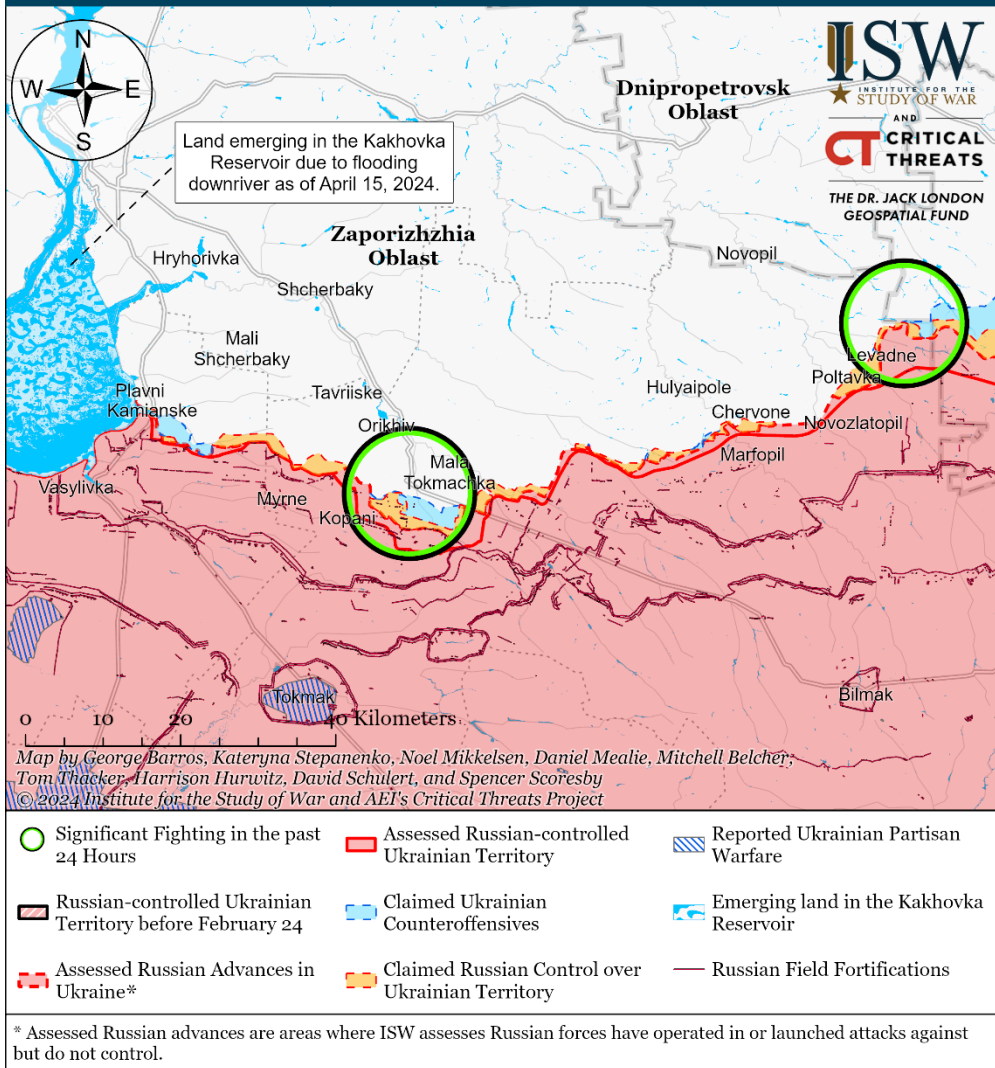 N
W
E
S
ISW
INSTITUTE FOR THE
STUDY OF WAR
AND
CT CRITICAL
THREATS
THE DR. JACK LONDON
GEOSPATIAL FUND
Dnipropetrovsk
Oblast
Land emerging in the Kakhovka
Reservoir due to flooding
downriver as of April 15, 2024.
Zaporizhzhia
Oblast
Hryhorivka
Novopil
Shcherbaky
Mali
Shcherbaky
Levadne
Poltavka
Plavni
Kamianske
Tavriiske
Hulyaipole
Chervone
Orikhiv
Novozlatopil
Mala
Tokmachka
Marfopil
Vasylivka
Myrne
Kopani
Tokmak
Bilmak
0 10 20 40 Kilometers
Map by George Barros, Kateryna Stepanenko, Noel Mikkelsen, Daniel Mealie, Mitchell Belcher,
Tom Thacker, Harrison Hurwitz, David Schulert, and Spencer Scoresby
© 2024 Institute for the Study of War and AEI's Critical Threats Project
Significant Fighting in the past
24 Hours
Russian-controlled Ukrainian
Territory before February 24
Assessed Russian Advances in
Ukraine*
Assessed Russian-controlled
Ukrainian Territory
Claimed Ukrainian
Counteroffensives
Claimed Russian Control over
Ukrainian Territory
Reported Ukrainian Partisan
Warfare
Emerging land in the Kakhovka
Reservoir
Russian Field Fortifications
* Assessed Russian advances are areas where ISW assesses Russian forces have operated in or launched attacks against
but do not control.